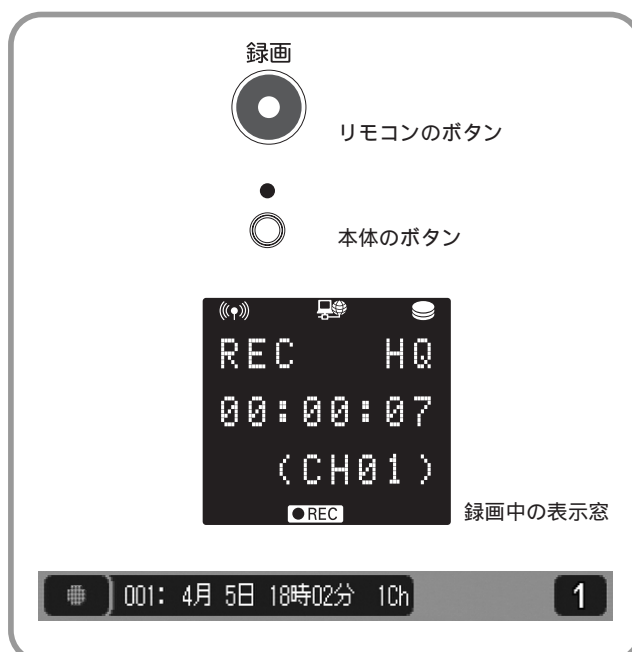 録画
リモコンのボタン
本体のボタン
REC HQ
00:00:07
(CH01)
●REC
録画中の表示窓
001: 4月 5日 18時02分 1Ch
1